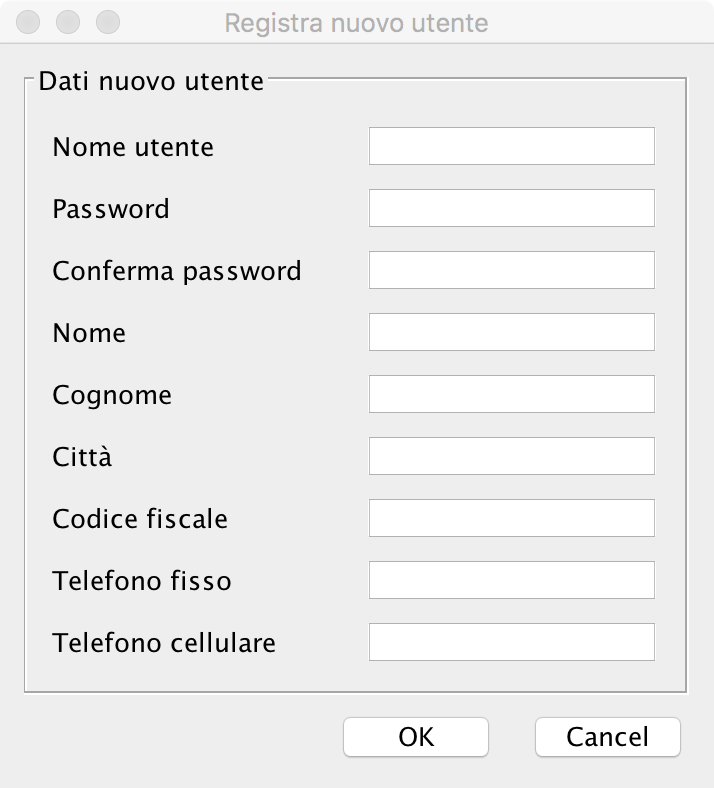 Registra nuovo utente
Dati nuovo utente
Nome utente
Password
Conferma password
Nome
Cognome
Città
Codice fiscale
Telefono fisso
Telefono cellulare
OK Cancel